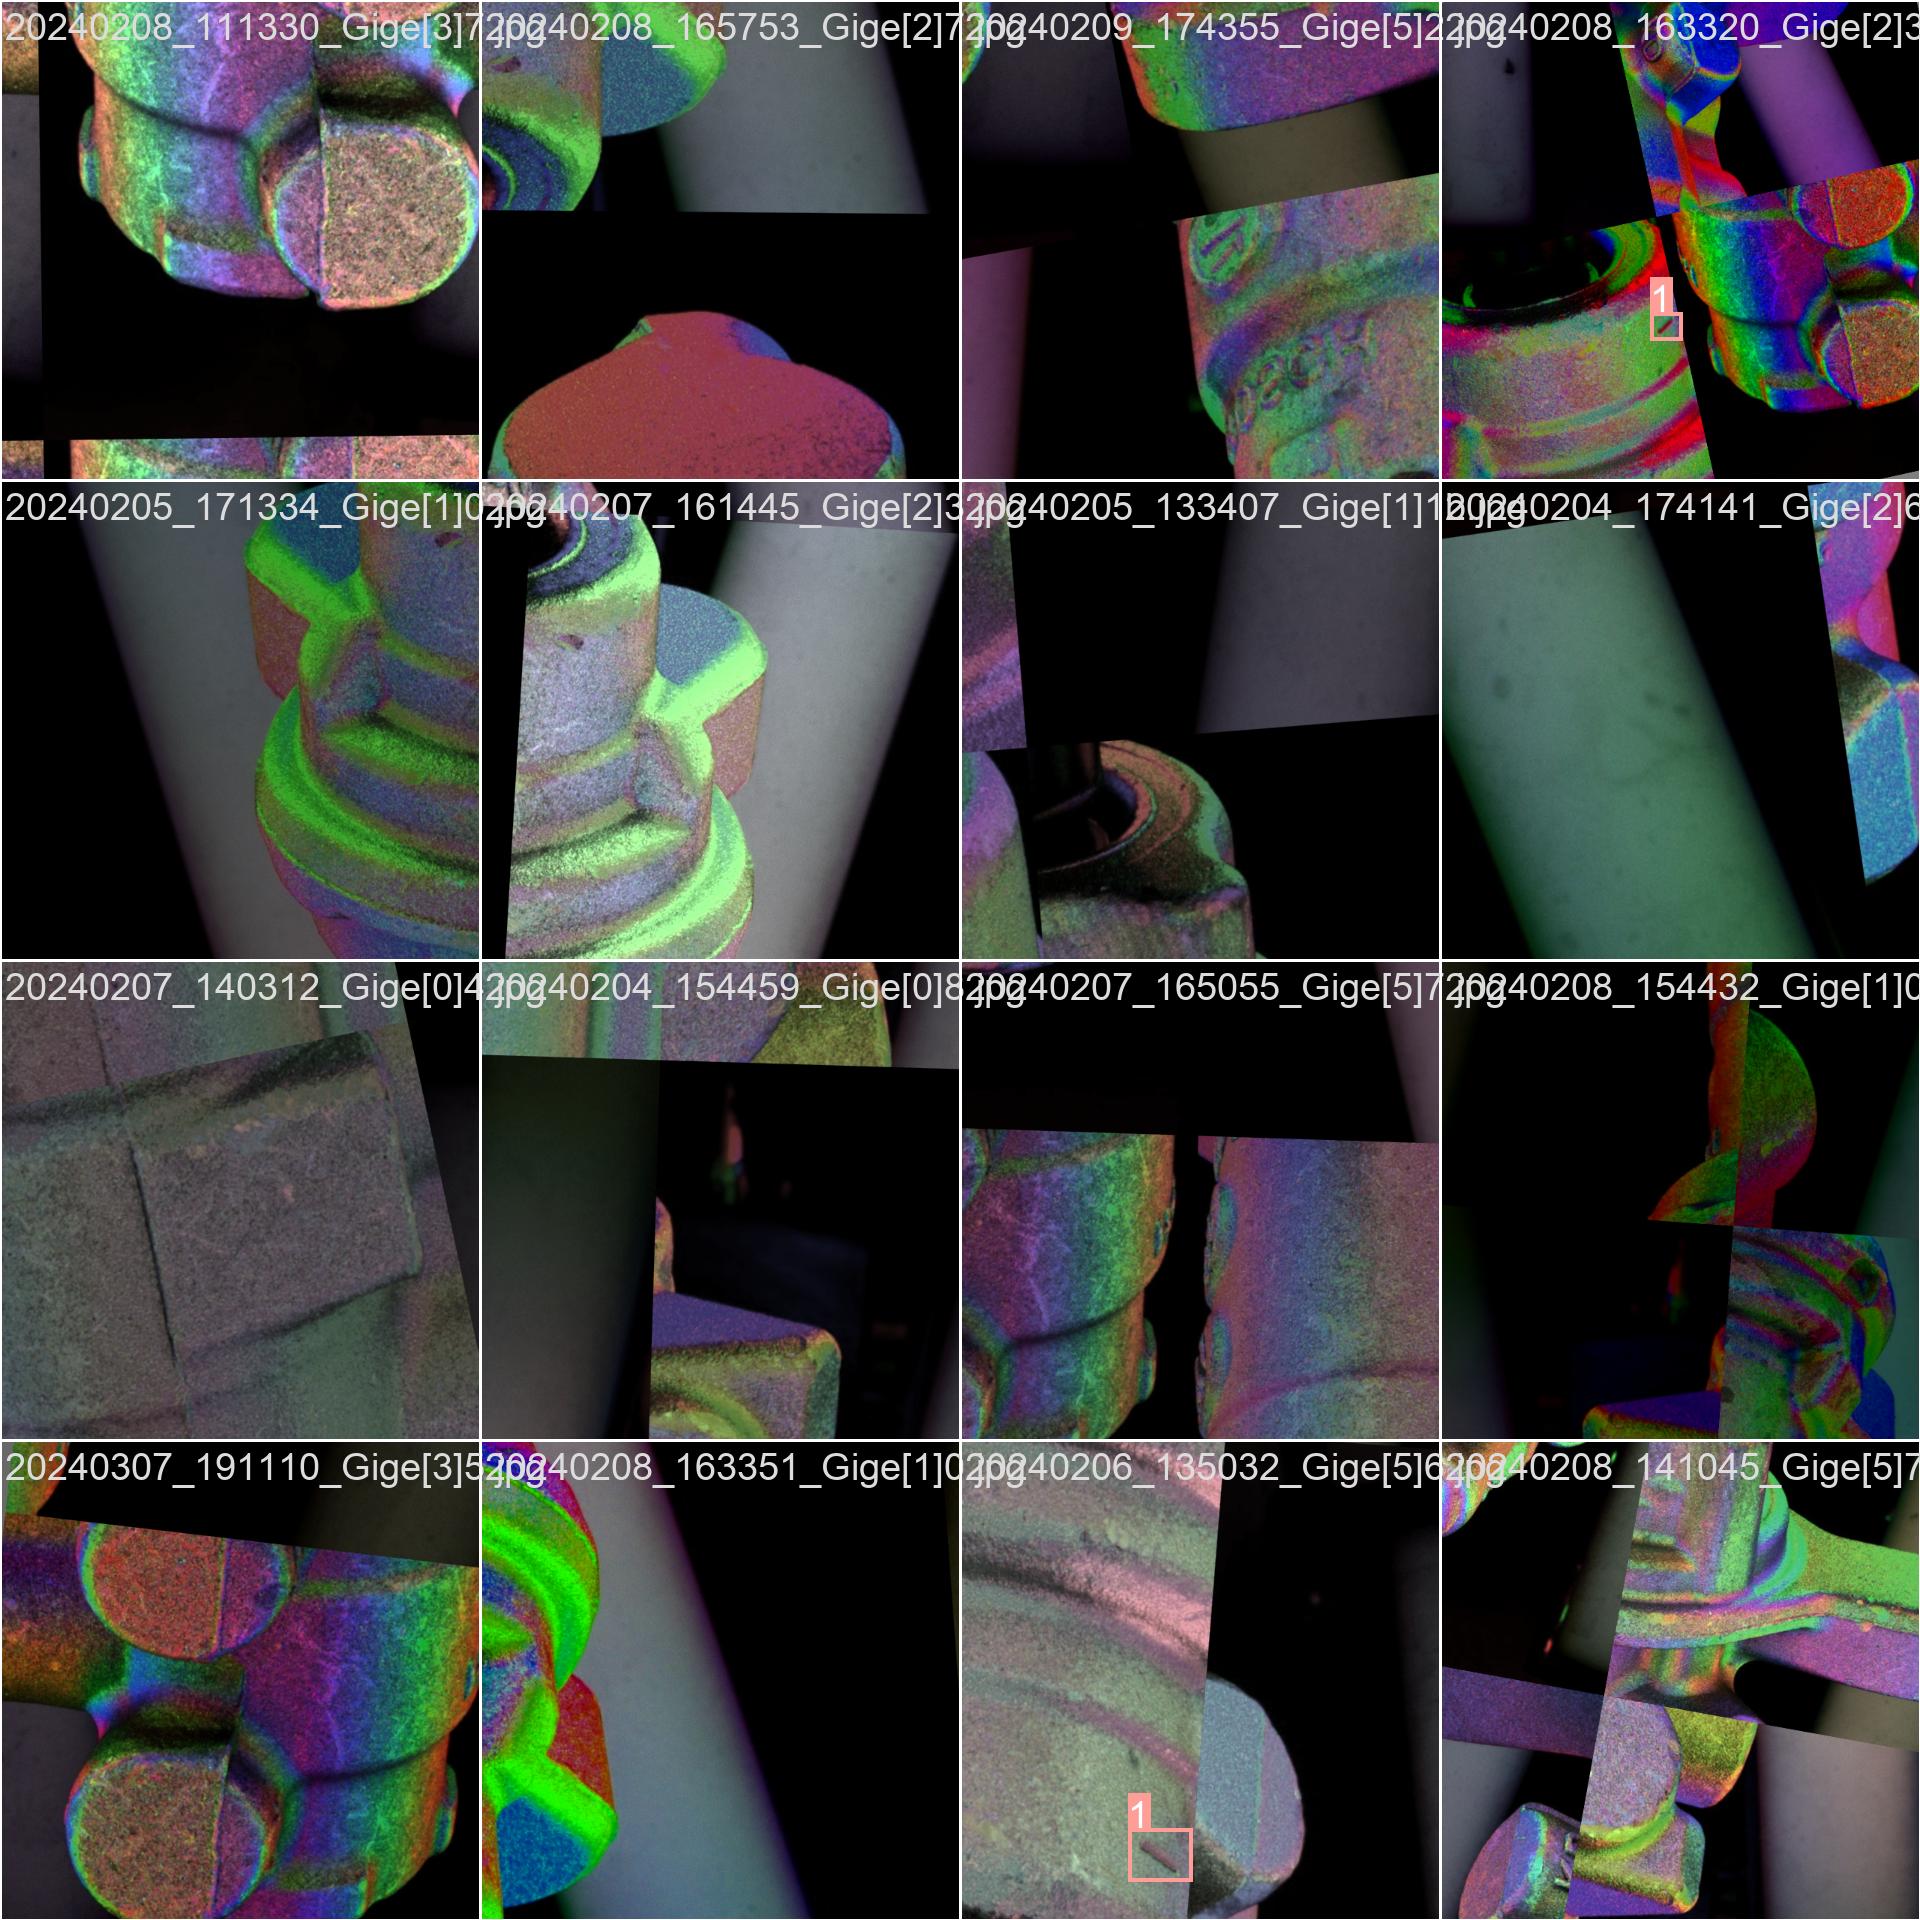 20240208_111330_Gige[3]7.jpg
20240208_165753_Gige[2]7.jpg
20240209_174355_Gige[5]2.jpg
20240208_163320_Gige[2]3
1
08CH
20240205_171334_Gige[1]0.jpg
20240207_161445_Gige[2]3.jpg
20240205_133407_Gige[1]10.jpg
20240204_174141_Gige[2]6
20240207_140312_Gige[0]4.jpg
20240204_154459_Gige[0]8.jpg
20240207_165055_Gige[5]7.jpg
20240208_154432_Gige[1]0
20240307_191110_Gige[3]5.jpg
20240208_163351_Gige[1]0.jpg
20240206_135032_Gige[5]6.jpg
20240208_141045_Gige[5]7
1